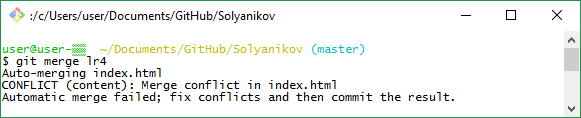 :/c/Users/user/Documents/GitHub/Solyanikov
user@user- ~/Documents/GitHub/Solyanikov (master)
$ git merge lr4
Auto-merging index.html
CONFLICT (content): Merge conflict in index.html
Automatic merge failed; fix conflicts and then commit the result.